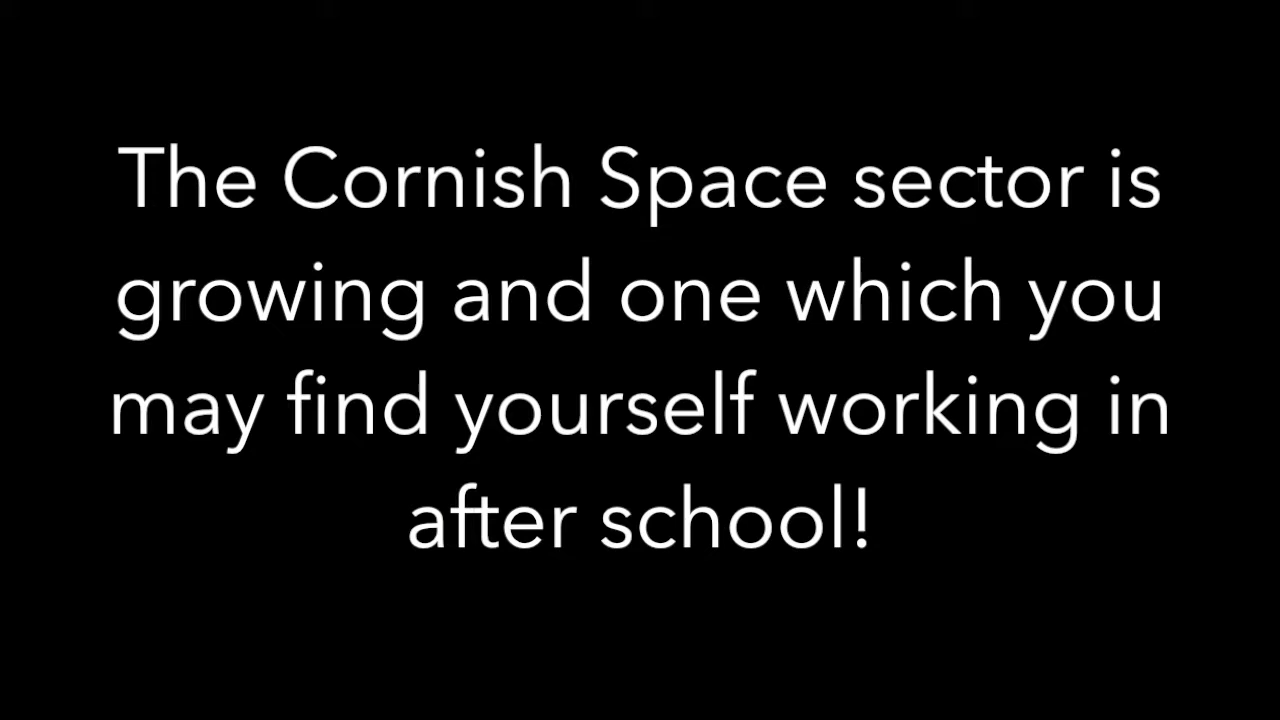 The Cornish Space sector is
growing and one which you
may find yourself working in
after school!